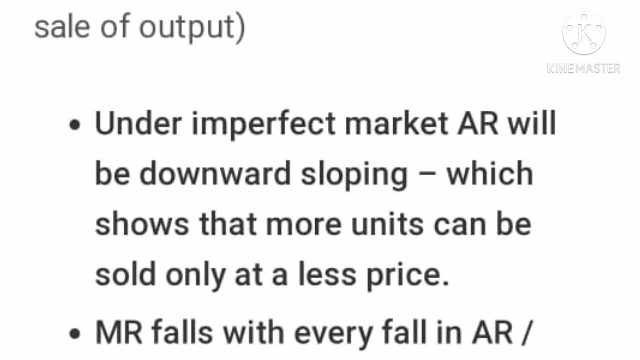 sale of output)
K
KINEMASTER
• Under imperfect market AR will
be downward sloping – which
shows that more units can be
sold only at a less price.
• MR falls with every fall in AR /